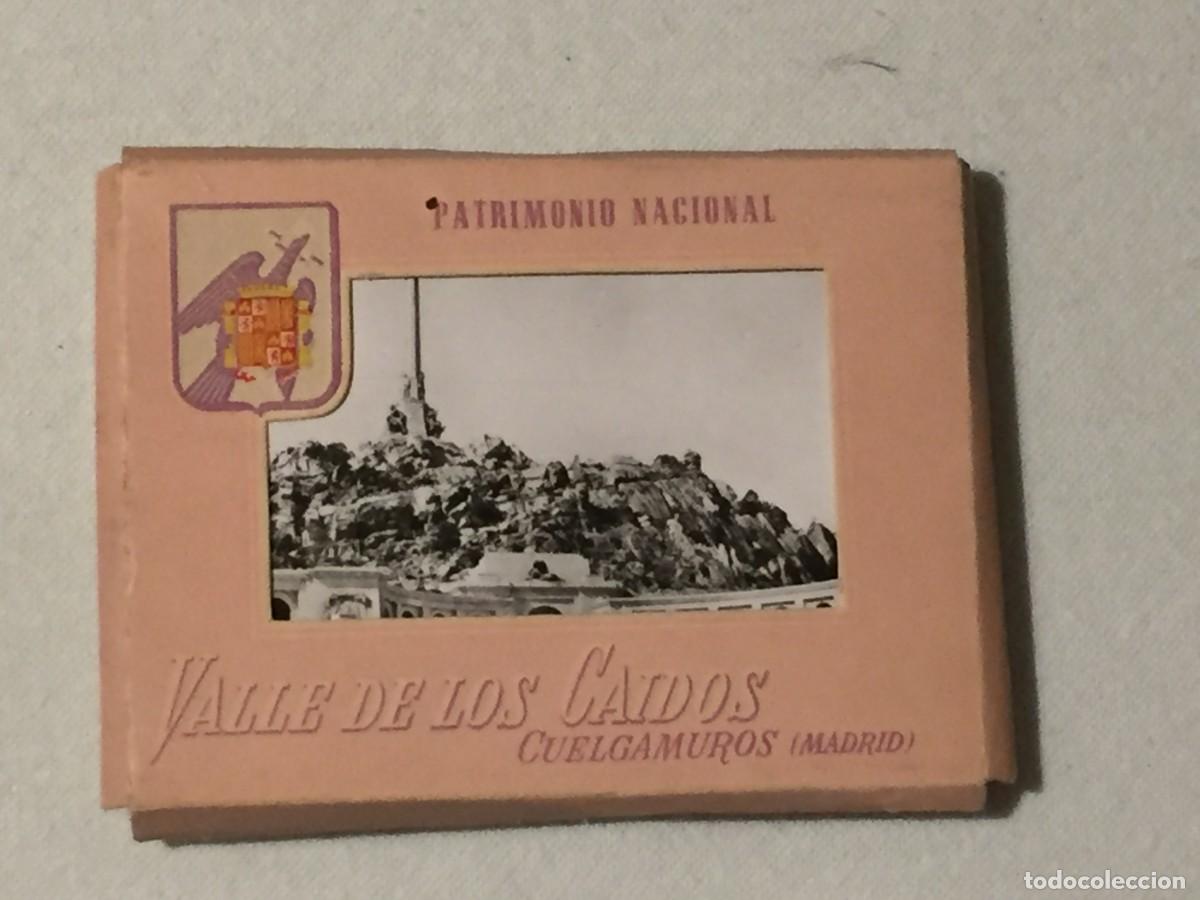 PATRIMONIO NACIONAL
VALLE DE LOS CAIDOS
CUELGAMUROS (MADRID)
todocoleccion